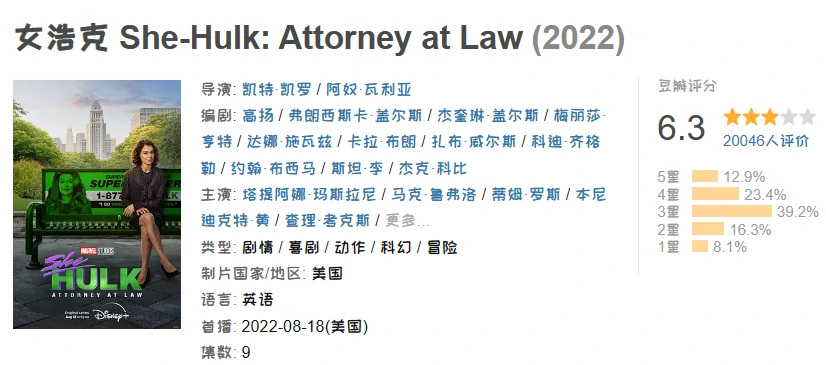 女浩克 She-Hulk: Attorney at Law (2022)
导演: 凯特·凯罗 / 阿奴·瓦利亚
编剧: 高扬 / 弗朗西斯卡·盖尔斯 / 杰奎琳·盖尔斯 / 梅丽莎·
亨特 / 达娜·施瓦兹 / 卡拉·布朗 / 扎布·威尔斯 / 科迪·齐格
勒 / 约翰·布西马 / 斯坦·李 / 杰克·科比
主演: 塔提阿娜·玛斯拉尼 / 马克·鲁弗洛 / 蒂姆·罗斯 / 本尼
迪克特·黄 / 查理·考克斯 / 更多...
类型: 剧情 / 喜剧 / 动作 / 科幻 / 冒险
制片国家/地区: 美国
语言: 英语
首播: 2022-08-18(美国)
集数: 9
豆瓣评分
6.3
20046人评价
5星 12.9%
4星 23.4%
3星 39.2%
2星 16.3%
1星 8.1%
SUPER
1-877
LK
MARVEL STUDIOS
She
HULK
ATTORNEY AT LAW
Disney+